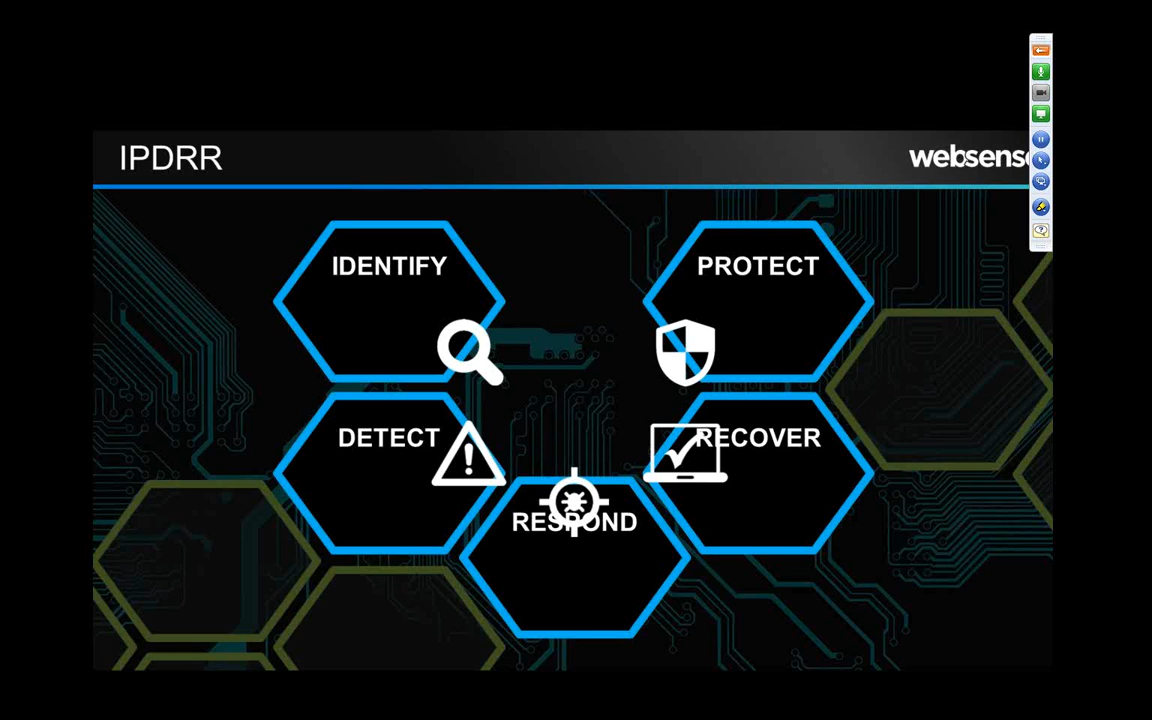 IPDRR
websense
IDENTIFY
PROTECT
DETECT
RECOVER
RESPOND